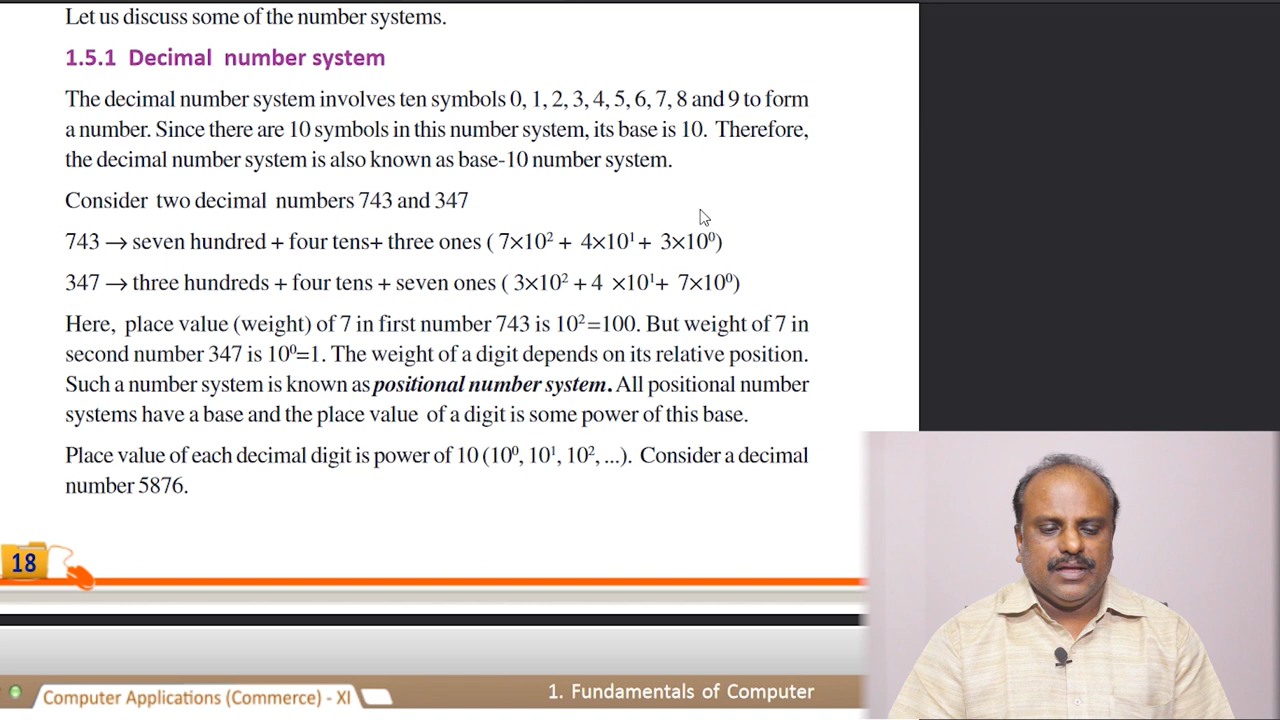 Let us discuss some of the number systems.
1.5.1 Decimal number system
The decimal number system involves ten symbols 0, 1, 2, 3, 4, 5, 6, 7, 8 and 9 to form
a number. Since there are 10 symbols in this number system, its base is 10. Therefore,
the decimal number system is also known as base-10 number system.
Consider two decimal numbers 743 and 347
743 → seven hundred + four tens+ three ones ( 7×10² + 4×10¹ + 3×10⁰)
347 → three hundreds + four tens + seven ones ( 3×10² + 4 ×10¹+ 7×10⁰)
Here, place value (weight) of 7 in first number 743 is 10²=100. But weight of 7 in
second number 347 is 10⁰=1. The weight of a digit depends on its relative position.
Such a number system is known as positional number system. All positional number
systems have a base and the place value of a digit is some power of this base.
Place value of each decimal digit is power of 10 (10⁰, 10¹, 10², ...). Consider a decimal
number 5876.
18
Computer Applications (Commerce) - XI
1. Fundamentals of Computer